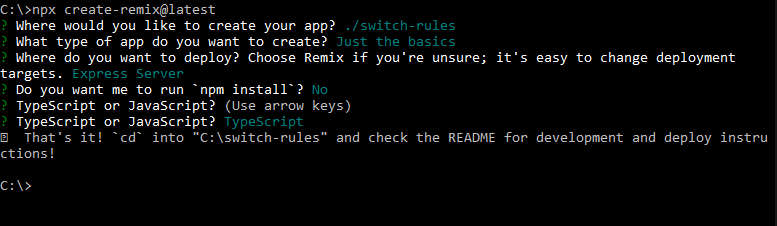 C:\>npx create-remix@latest
? Where would you like to create your app? ./switch-rules
? What type of app do you want to create? Just the basics
? Where do you want to deploy? Choose Remix if you're unsure; it's easy to change deployment
targets. Express Server
? Do you want me to run `npm install`? No
? TypeScript or JavaScript? (Use arrow keys)
? TypeScript or JavaScript? TypeScript
That's it! `cd` into "C:\switch-rules" and check the README for development and deploy instru
ctions!
C:\>